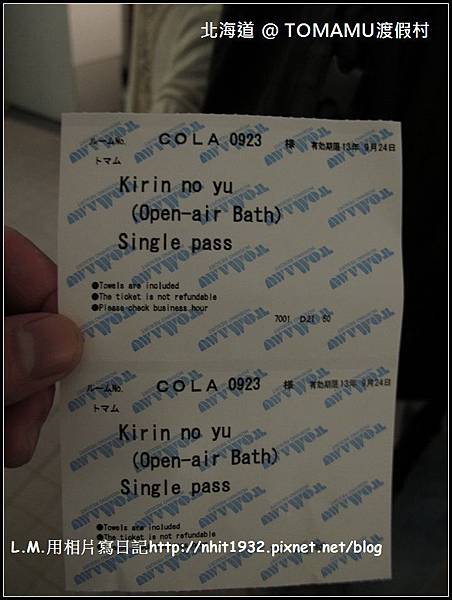 北海道 @ TOMAMU渡假村
ルームNo. COLA 0923 様 有効期限13年 9月24日
トマム
Kirin no yu
(Open-air Bath)
Single pass
●Towels are included
●The ticket is not refundable
●Please check business hour
7001 D21 50
ルームNo. COLA 0923 様 有効期限13年 9月24日
トマム
Kirin no yu
(Open-air Bath)
Single pass
●Towels are included
●The ticket is not refundable
L.M.用相片寫日記http://nhit1932.pixnet.net/blog